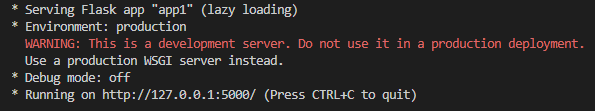 * Serving Flask app "app1" (lazy loading)
* Environment: production
WARNING: This is a development server. Do not use it in a production deployment.
Use a production WSGI server instead.
* Debug mode: off
* Running on http://127.0.0.1:5000/ (Press CTRL+C to quit)